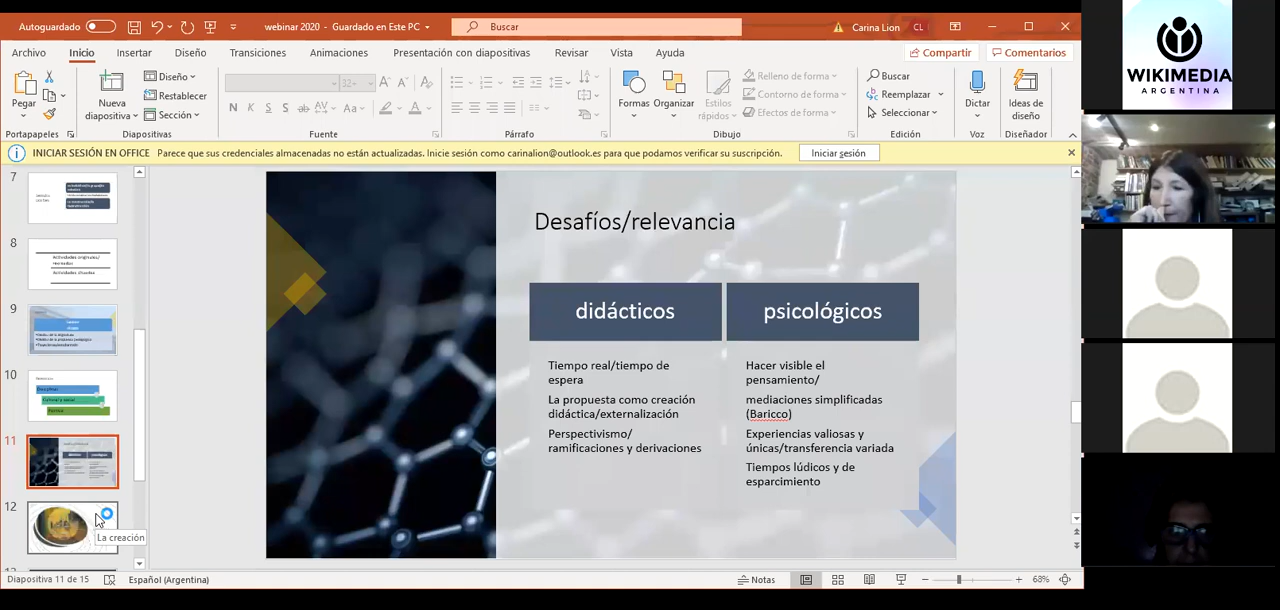 Autoguardado
webinar 2020 - Guardado en Este PC
Buscar
Carina Lion
CL
Archivo
Inicio
Insertar
Diseño
Transiciones
Animaciones
Presentación con diapositivas
Revisar
Vista
Ayuda
Compartir
Comentarios
Pegar
Nueva
diapositiva
Diseño
Restablecer
Sección
32
N K S S ab AV Aa A
Formas
Organizar
Estilos
rápidos
Relleno de forma
Contorno de forma
Efectos de forma
Buscar
Reemplazar
Seleccionar
Dictar
Ideas de
diseño
Portapapeles
Diapositivas
Fuente
Párrafo
Dibujo
Edición
Voz
Diseñador
INICIAR SESIÓN EN OFFICE Parece que sus credenciales almacenadas no están actualizadas. Inicie sesión como carinalion@outlook.es para que podamos verificar su suscripción.
Iniciar sesión
7
8
9
10
11
12
La creación
Desafíos/relevancia
didácticos
Tiempo real/tiempo de
espera
La propuesta como creación
didáctica/externalización
Perspectivismo/
ramificaciones y derivaciones
psicológicos
Hacer visible el
pensamiento/
mediaciones simplificadas
(Baricco)
Experiencias valiosas y
únicas/transferencia variada
Tiempos lúdicos y de
esparcimiento
Diapositiva 11 de 15
Español (Argentina)
Notas
68%
WIKIMEDIA
ARGENTINA